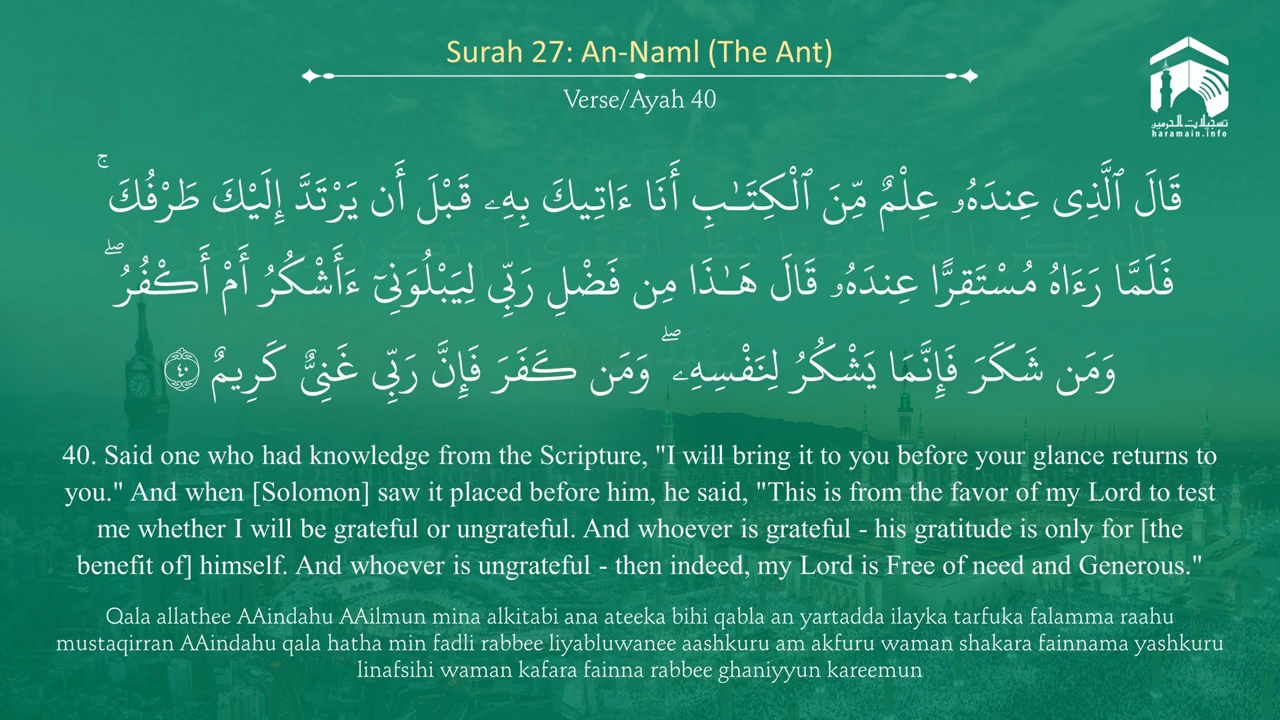 Surah 27: An-Naml (The Ant)
Verse/Ayah 40
تسجيلات الحرمين
haramain.info
قَالَ ٱلَّذِى عِندَهُۥ عِلْمٌ مِّنَ ٱلْكِتَـٰبِ أَنَا۠ ءَاتِيكَ بِهِۦ قَبْلَ أَن يَرْتَدَّ إِلَيْكَ طَرْفُكَ ۚ
فَلَمَّا رَءَاهُ مُسْتَقِرًّا عِندَهُۥ قَالَ هَـٰذَا مِن فَضْلِ رَبِّى لِيَبْلُوَنِىٓ ءَأَشْكُرُ أَمْ أَكْفُرُ ۖ
وَمَن شَكَرَ فَإِنَّمَا يَشْكُرُ لِنَفْسِهِۦ ۖ وَمَن كَفَرَ فَإِنَّ رَبِّى غَنِىٌّ كَرِيمٌ ٤٠
40. Said one who had knowledge from the Scripture, "I will bring it to you before your glance returns to
you." And when [Solomon] saw it placed before him, he said, "This is from the favor of my Lord to test
me whether I will be grateful or ungrateful. And whoever is grateful - his gratitude is only for [the
benefit of] himself. And whoever is ungrateful - then indeed, my Lord is Free of need and Generous."
Qala allathee AAindahu AAilmun mina alkitabi ana ateeka bihi qabla an yartadda ilayka tarfuka falamma raahu
mustaqirran AAindahu qala hatha min fadli rabbee liyabluwanee aashkuru am akfuru waman shakara fainnama yashkuru
linafsihi waman kafara fainna rabbee ghaniyyun kareemun